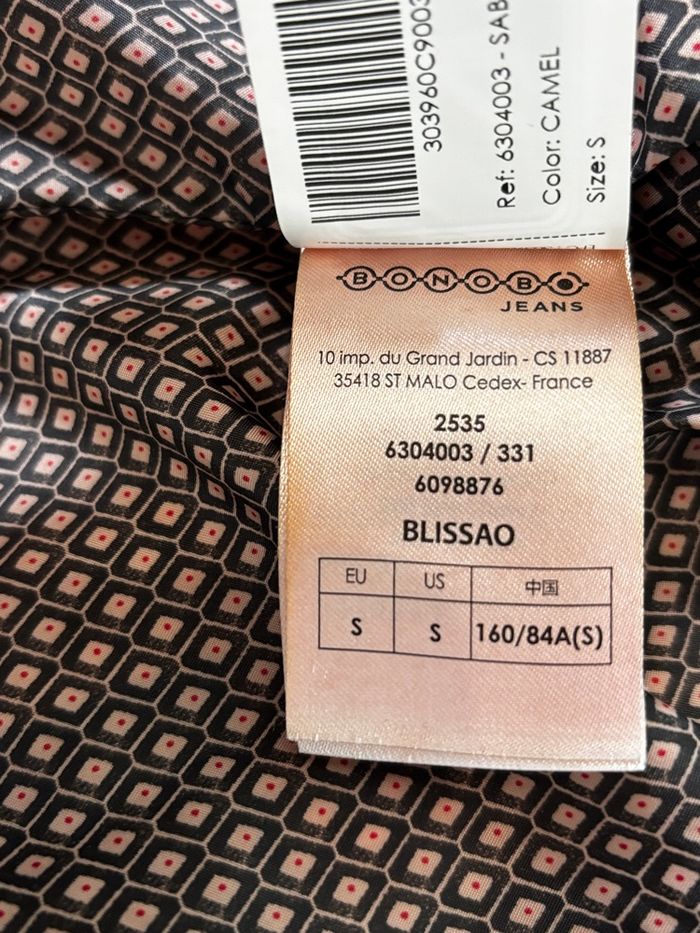 303960C9003
Ref: 6304003 - SAB
Color: CAMEL
Size: S
BONOBO
JEANS
10 imp. du Grand Jardin - CS 11887
35418 ST MALO Cedex- France
2535
6304003 / 331
6098876
BLISSAO
EU US 中国
S S 160/84A(S)